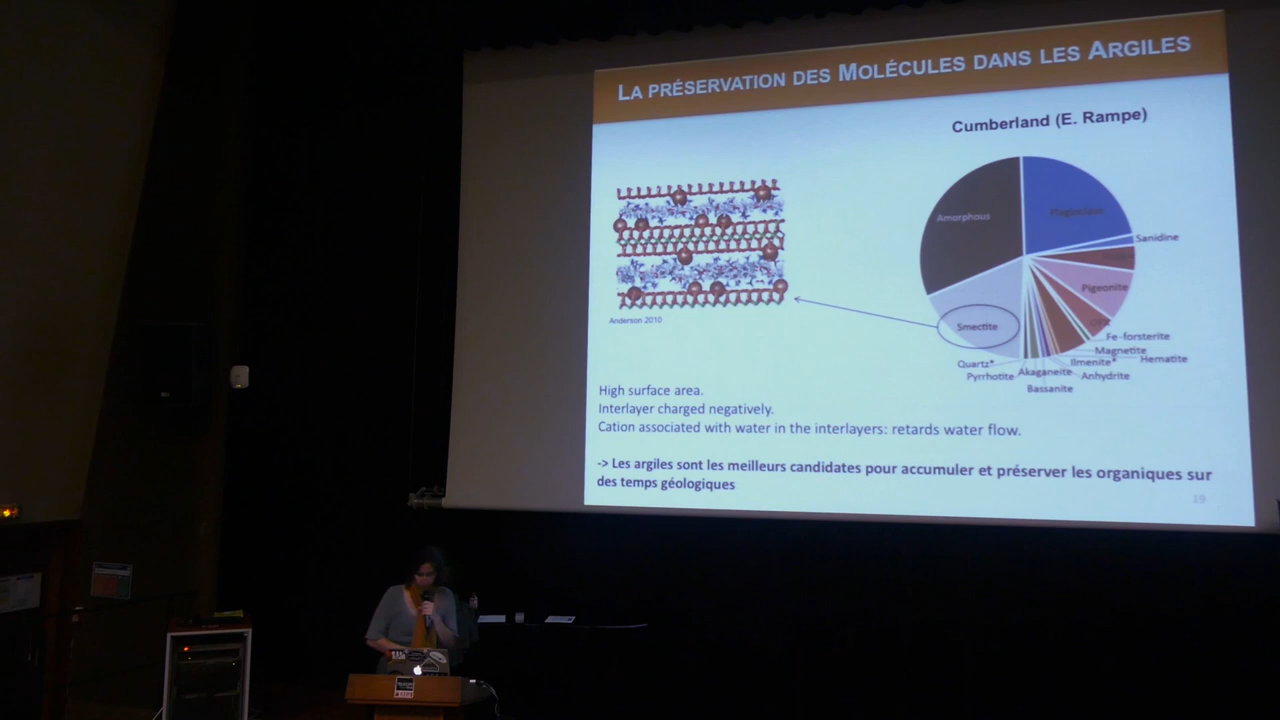 LA PRÉSERVATION DES MOLÉCULES DANS LES ARGILES
Cumberland (E. Rampe)
Amorphous
Plagioclase
Sanidine
Pigeonite
Smectite
Fe-forsterite
Magnetite
Hematite
Quartz*
Ilmenite*
Pyrrhotite
Akaganeite
Anhydrite
Bassanite
Anderson 2010
High surface area.
Interlayer charged negatively.
Cation associated with water in the interlayers: retards water flow.
-> Les argiles sont les meilleurs candidates pour accumuler et préserver les organiques sur
des temps géologiques
19